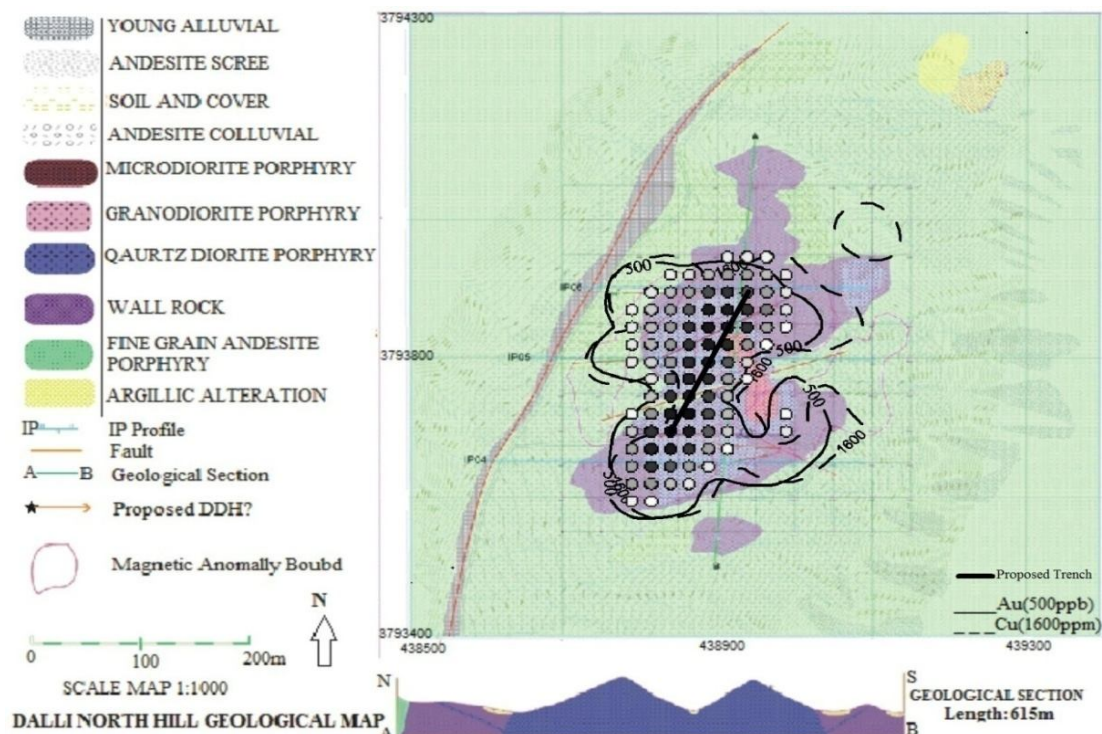 YOUNG ALLUVIAL
ANDESITE SCREE
SOIL AND COVER
ANDESITE COLLUVIAL
MICRODIORITE PORPHYRY
GRANODIORITE PORPHYRY
QAURTZ DIORITE PORPHYRY
WALL ROCK
FINE GRAIN ANDESITE
PORPHYRY
ARGILLIC ALTERATION
IP IP Profile
Fault
A B Geological Section
Proposed DDH?
Magnetic Anomally Boubd
N
0 100 200m
SCALE MAP 1:1000
DALLI NORTH HILL GEOLOGICAL MAP
3794300
3793800
3793400
438500 438900 439300
IP06
IP05
IP04
500
500
1600
500
1600
500
Proposed Trench
Au(500ppb)
Cu(1600ppm)
N S
A B
GEOLOGICAL SECTION
Length:615m